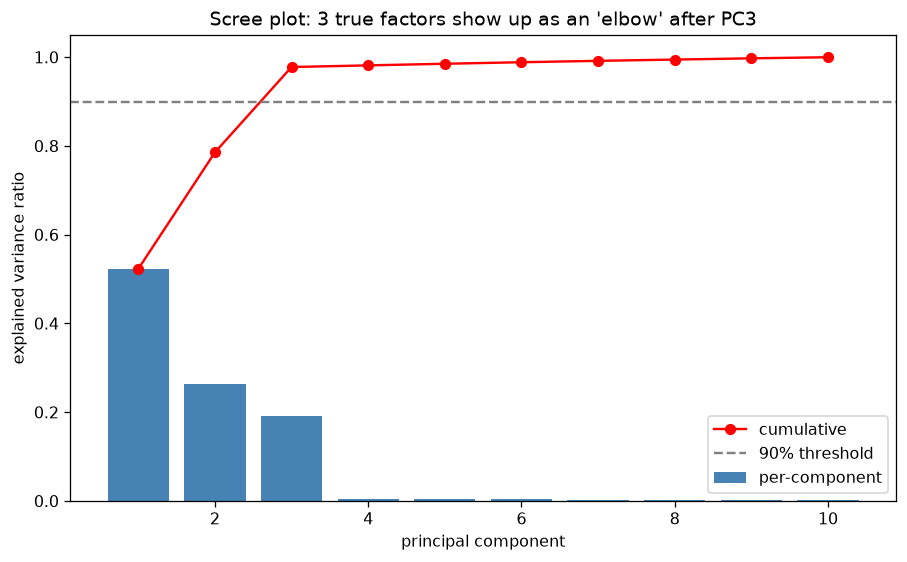 Scree plot: 3 true factors show up as an 'elbow' after PC3
explained variance ratio
1.0
0.8
0.6
0.4
0.2
0.0
cumulative
90% threshold
per-component
2
4
6
8
10
principal component